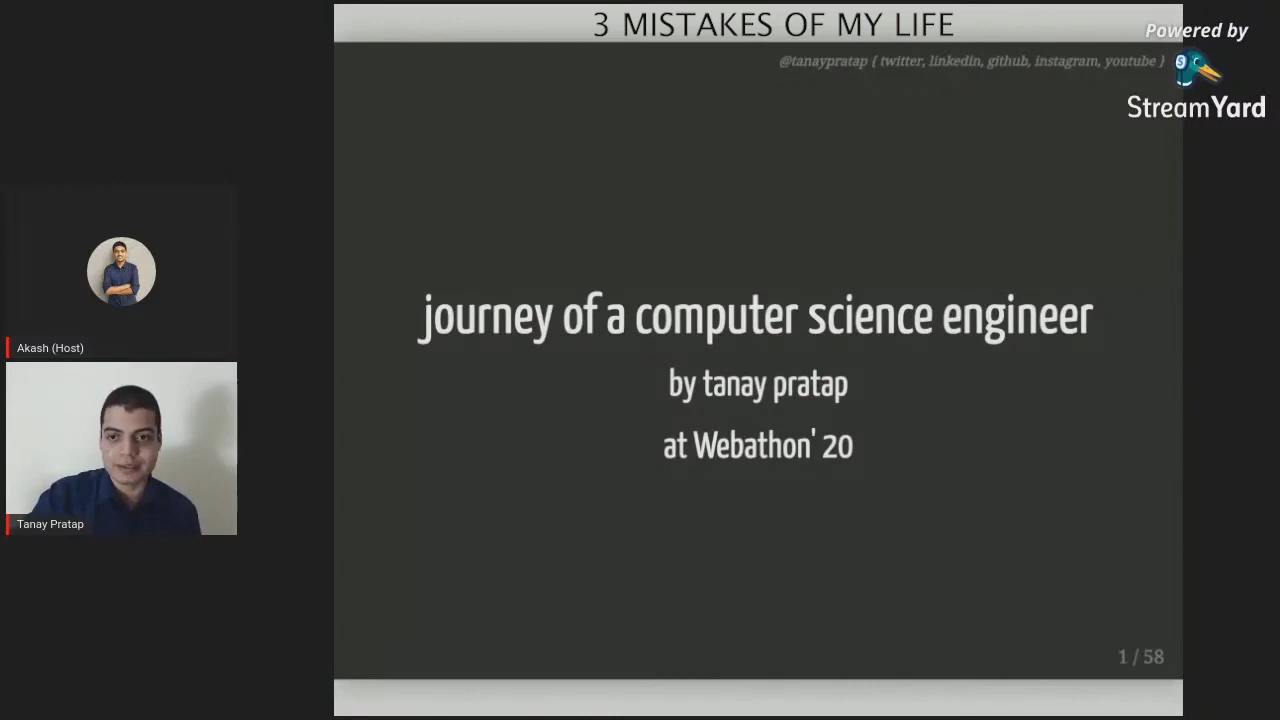 3 MISTAKES OF MY LIFE
Powered by
@tanaypratap { twitter, linkedin, github, instagram, youtube }
S
StreamYard
journey of a computer science engineer
by tanay pratap
at Webathon' 20
Akash (Host)
Tanay Pratap
1 / 58